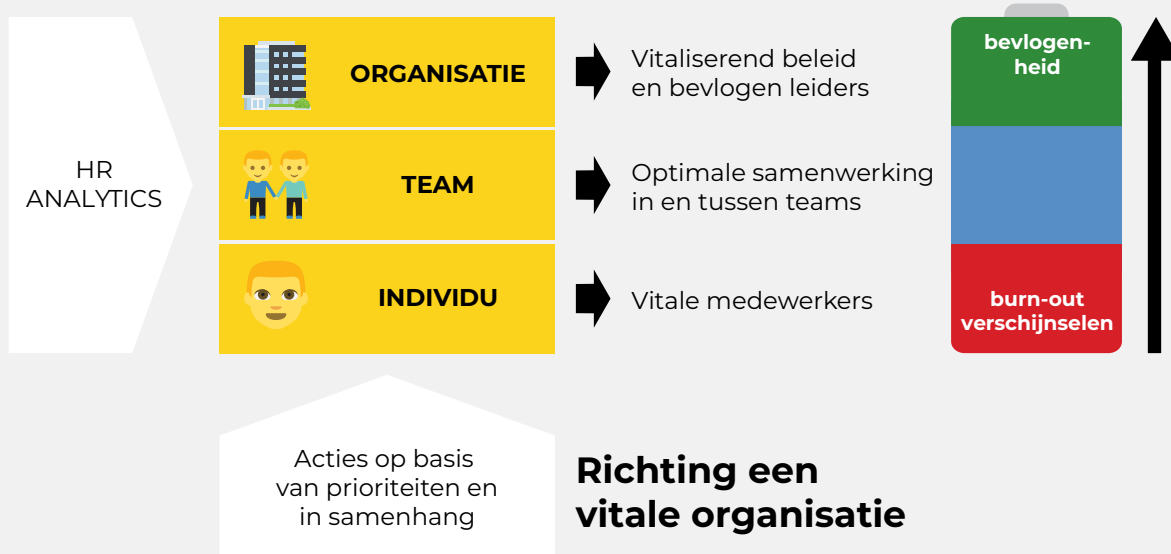 HR
ANALYTICS
ORGANISATIE
Vitaliserend beleid
en bevlogen leiders
TEAM
Optimale samenwerking
in en tussen teams
INDIVIDU
Vitale medewerkers
bevlogen-
heid
burn-out
verschijnselen
Acties op basis
van prioriteiten en
in samenhang
Richting een
vitale organisatie